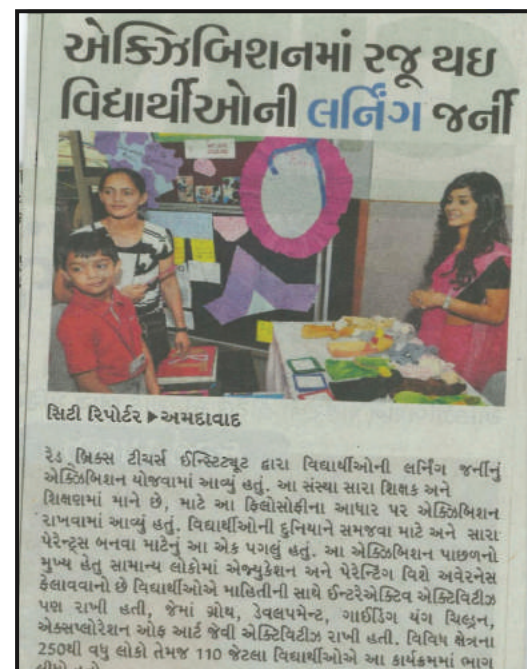 એક્ઝિબિશનમાં રજૂ થઇ
વિદ્યાર્થીઓની લર્નિંગ જર્ની
સિટી રિપોર્ટર ▶ અમદાવાદ
રેડ બ્રિક્સ ટીચર્સ ઈન્સ્ટિટ્યૂટ દ્વારા વિદ્યાર્થીઓની લર્નિંગ જર્નીનું
એક્ઝિબિશન યોજવામાં આવ્યું હતું. આ સંસ્થા સારા શિક્ષક અને
શિક્ષણમાં માને છે, માટે આ ફિલોસોફીના આધાર પર એક્ઝિબિશન
રાખવામાં આવ્યું હતું. વિદ્યાર્થીઓની દુનિયાને સમજવા માટે અને સારા
પેરેન્ટ્સ બનવા માટેનું આ એક પગલું હતું. આ એક્ઝિબિશન પાછળનો
મુખ્ય હેતુ સામાન્ય લોકોમાં એજ્યુકેશન અને પેરેન્ટિંગ વિશે અવેરનેસ
ફેલાવવાનો છે વિદ્યાર્થીઓએ માહિતીની સાથે ઈન્ટરેક્ટિવ એક્ટિવિટીઝ
પણ રાખી હતી, જેમાં ગ્રોથ, ડેવલપમેન્ટ, ગાઈડિંગ યંગ ચિલ્ડ્રન,
એક્સપ્લોરેશન ઓફ આર્ટ જેવી એક્ટિવિટીઝ રાખી હતી. વિવિધ ક્ષેત્રના
250થી વધુ લોકો તેમજ 110 જેટલા વિદ્યાર્થીઓએ આ કાર્યક્રમમાં ભાગ